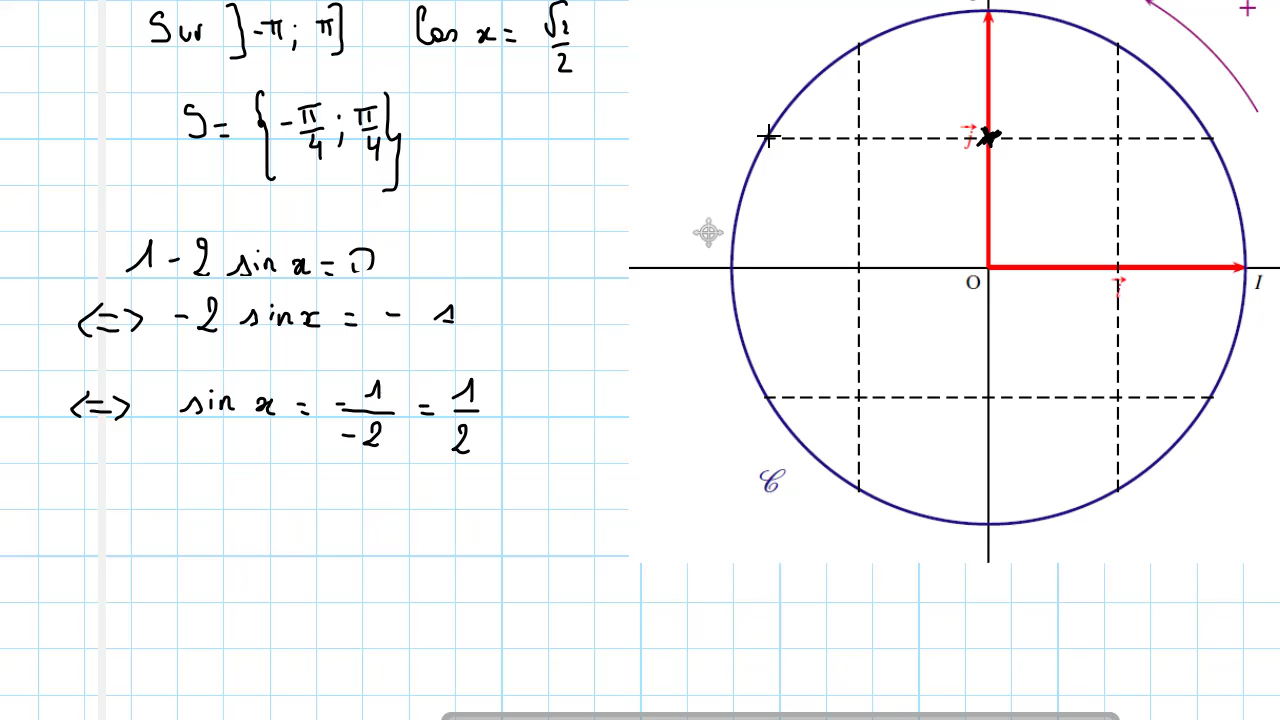 Sur ]-π; π] Cos x = √2/2
S = {-π/4 ; π/4}
1 - 2 sin x = 0
<=> -2 sin x = - 1
<=> sin x = -1/-2 = 1/2
+
j
O
I
i
𝒞